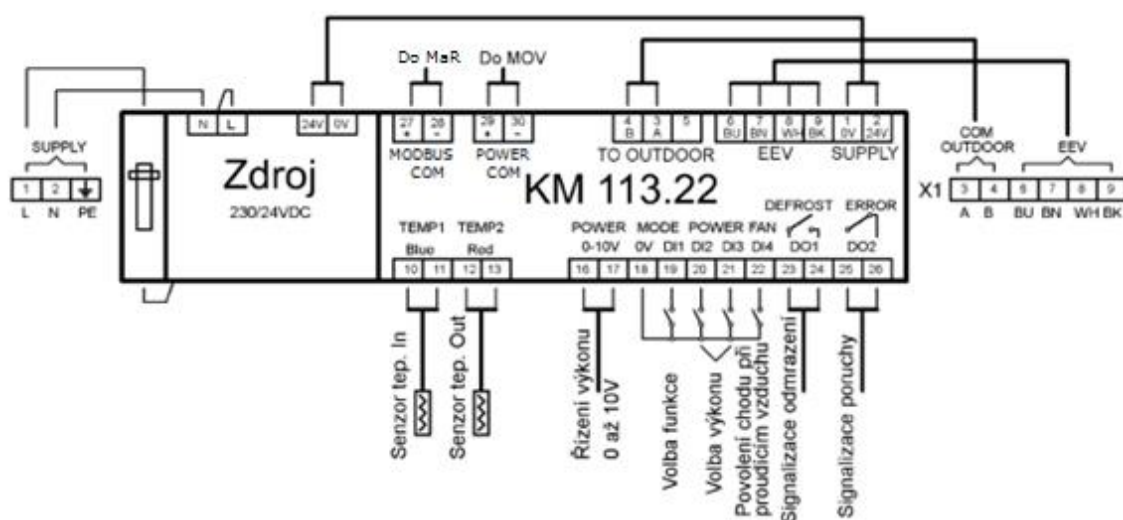 Do MaR Do MOV
N L 24V 0V 27 28 29 30 4 3 5 6 7 8 9 1 2
+ - + - B A BU BN WH BK 0V 24V
SUPPLY
1 2
L N PE
Zdroj
230/24VDC
MODBUS COM
POWER COM
TO OUTDOOR EEV SUPPLY
KM 113.22
COM OUTDOOR
EEV
X1 3 4 6 7 8 9
A B BU BN WH BK
DEFROST ERROR
TEMP1 TEMP2 POWER MODE POWER FAN
Blue Red 0-10V 0V DI1 DI2 DI3 DI4 DO1 DO2
10 11 12 13 16 17 18 19 20 21 22 23 24 25 26
Senzor tep. In
Senzor tep. Out
Řízení výkonu
0 až 10V
Volba funkce
Volba výkonu
Povolení chodu při
proudícím vzduchu
Signalizace odmrazení
Signalizace poruchy